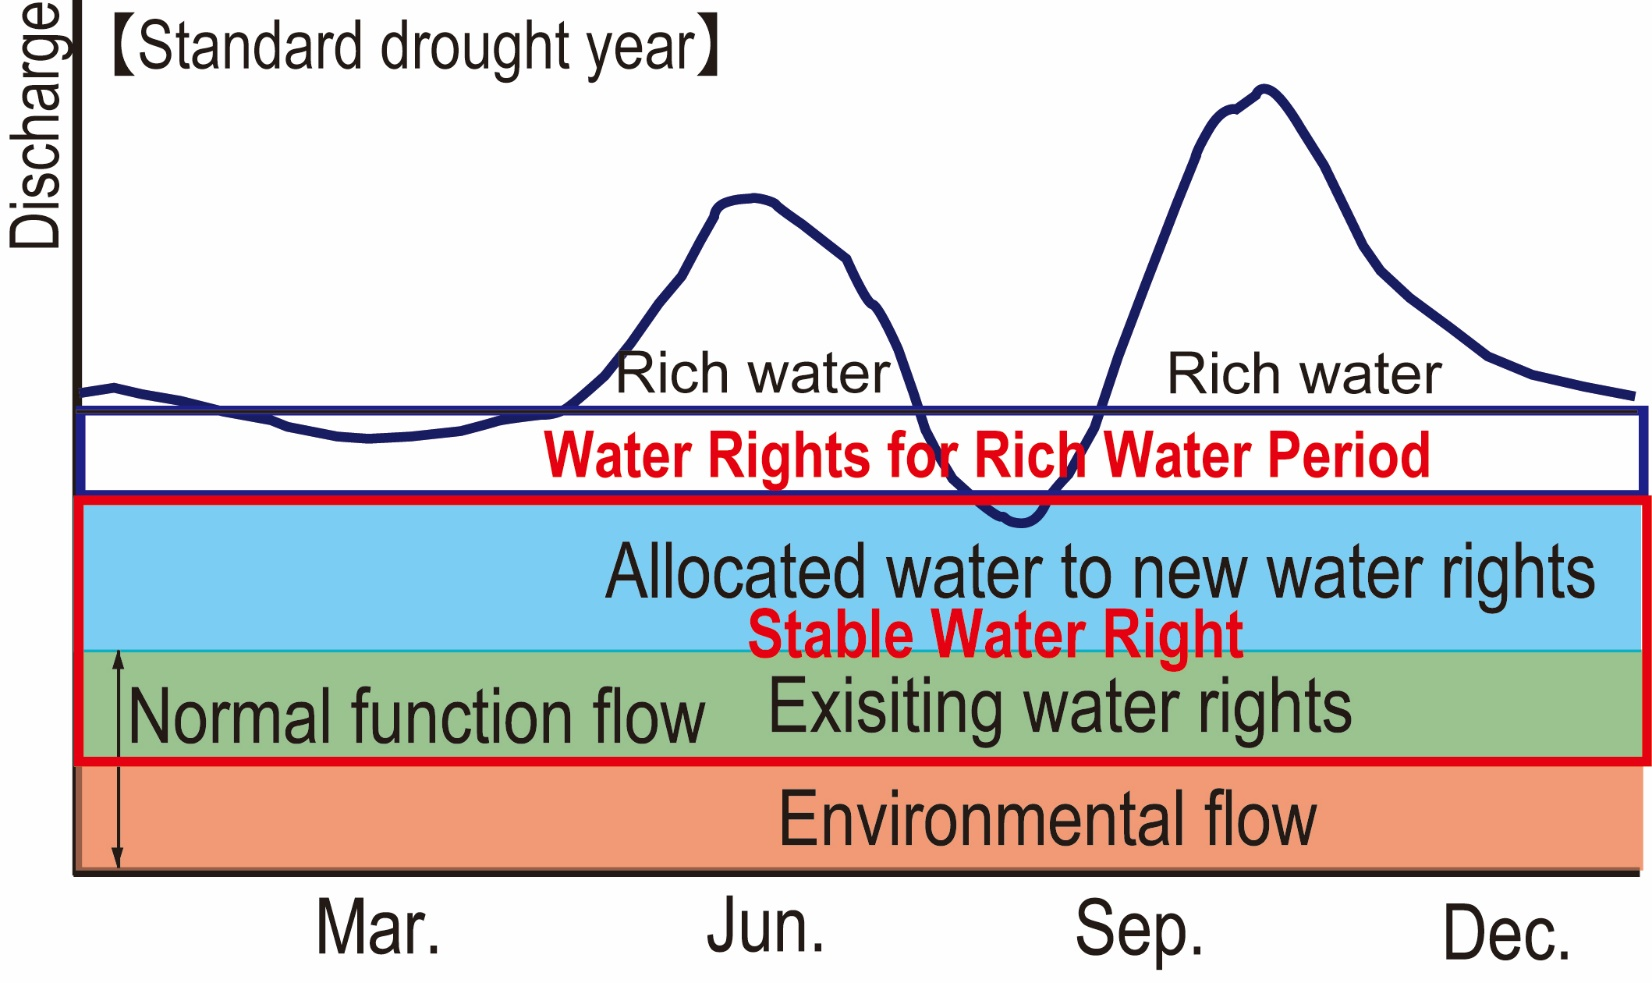 Discharge
【Standard drought year】
Rich water
Rich water
Water Rights for Rich Water Period
Allocated water to new water rights
Stable Water Right
Normal function flow
Exisiting water rights
Environmental flow
Mar.
Jun.
Sep.
Dec.